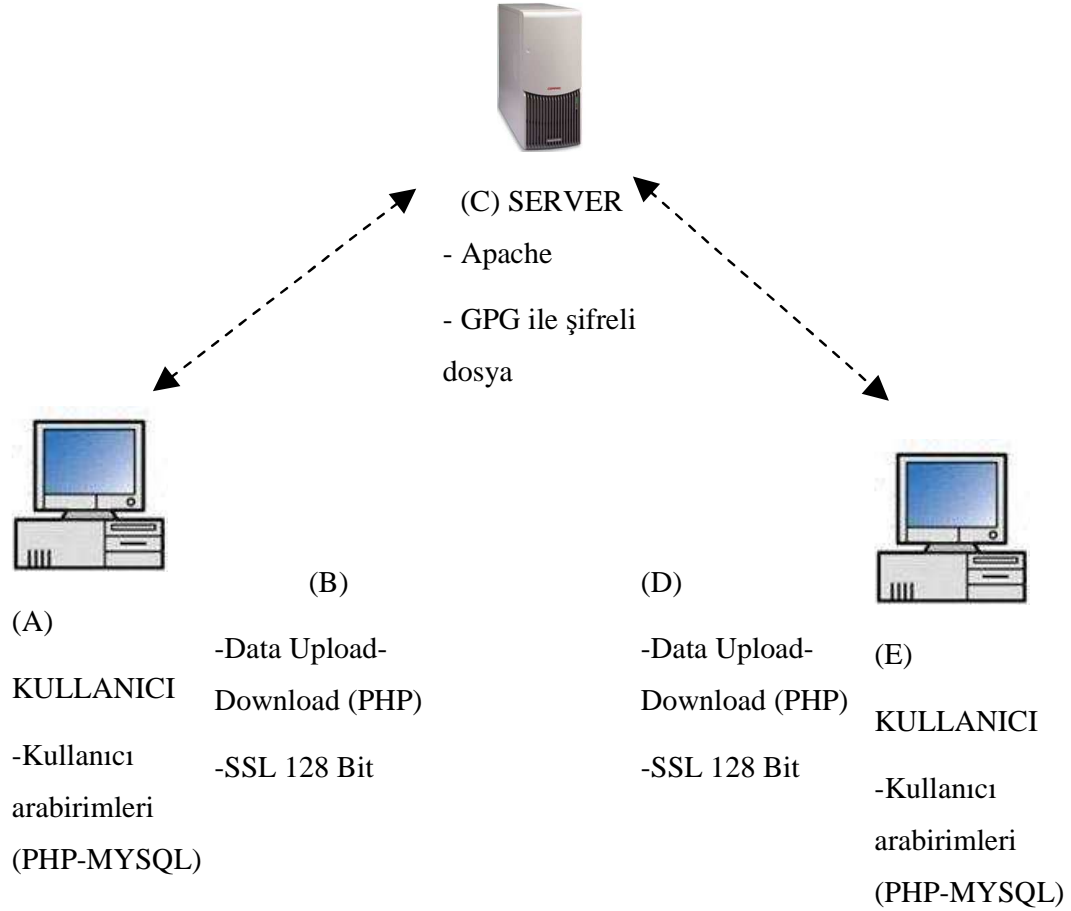 (C) SERVER
- Apache
- GPG ile şifreli
dosya
(A)
KULLANICI
-Kullanıcı
arabirimleri
(PHP-MYSQL)
(B)
-Data Upload-
Download (PHP)
-SSL 128 Bit
(D)
-Data Upload-
Download (PHP)
-SSL 128 Bit
(E)
KULLANICI
-Kullanıcı
arabirimleri
(PHP-MYSQL)